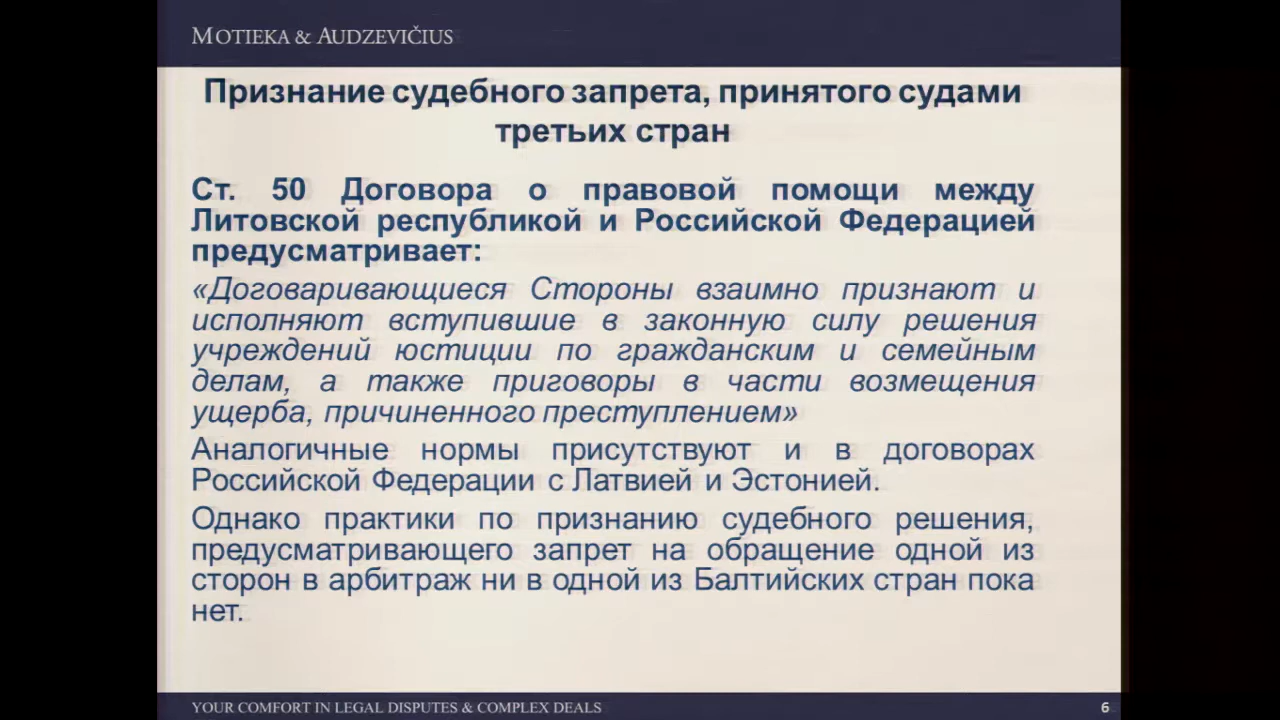 MOTIEKA & AUDZEVIČIUS
Признание судебного запрета, принятого судами
третьих стран
Ст. 50 Договора о правовой помощи между
Литовской республикой и Российской Федерацией
предусматривает:
«Договаривающиеся Стороны взаимно признают и
исполняют вступившие в законную силу решения
учреждений юстиции по гражданским и семейным
делам, а также приговоры в части возмещения
ущерба, причиненного преступлением»
Аналогичные нормы присутствуют и в договорах
Российской Федерации с Латвией и Эстонией.
Однако практики по признанию судебного решения,
предусматривающего запрет на обращение одной из
сторон в арбитраж ни в одной из Балтийских стран пока
нет.
YOUR COMFORT IN LEGAL DISPUTES & COMPLEX DEALS
6